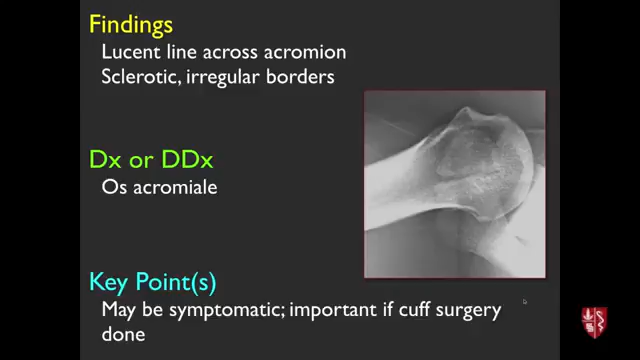 Findings
Lucent line across acromion
Sclerotic, irregular borders
Dx or DDx
Os acromiale
Key Point(s)
May be symptomatic; important if cuff surgery
done